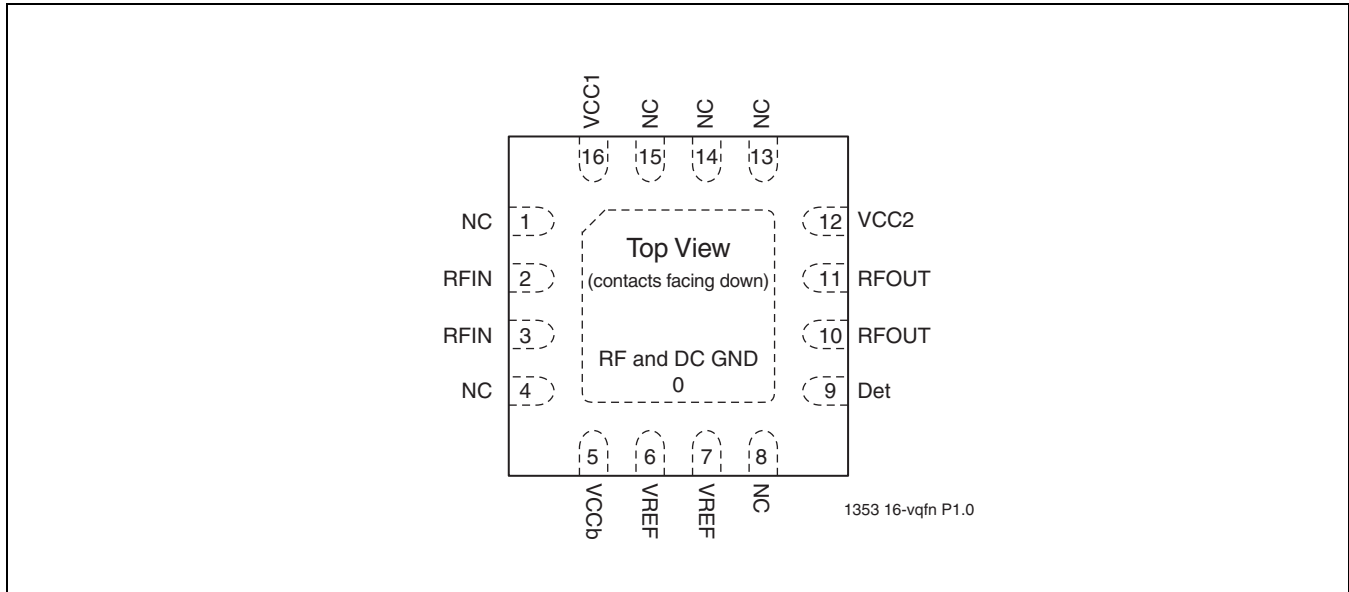 VCC1 NC NC NC
16 15 14 13
NC 1 12 VCC2
Top View
RFIN 2 (contacts facing down) 11 RFOUT
RFIN 3 10 RFOUT
RF and DC GND
0
NC 4 9 Det
5 6 7 8
VCCb VREF VREF NC
1353 16-vqfn P1.0